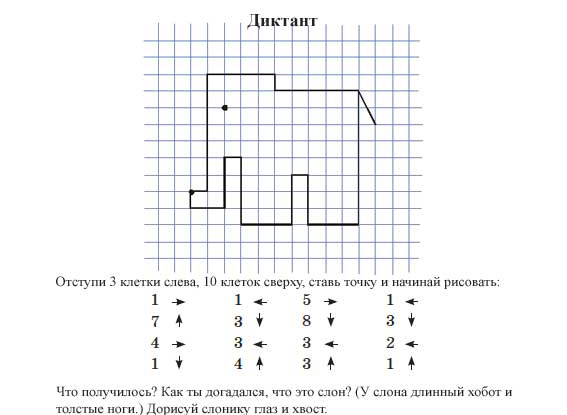 Диктант
Отступи 3 клетки слева, 10 клеток сверху, ставь точку и начинай рисовать:
1 → 1 ← 5 → 1 ←
7 ↑ 3 ↓ 8 ↓ 3 ↓
4 → 3 ← 3 ← 2 ←
1 ↓ 4 ↑ 3 ↑ 1 ↑
Что получилось? Как ты догадался, что это слон? (У слона длинный хобот и
толстые ноги.) Дорисуй слонику глаз и хвост.